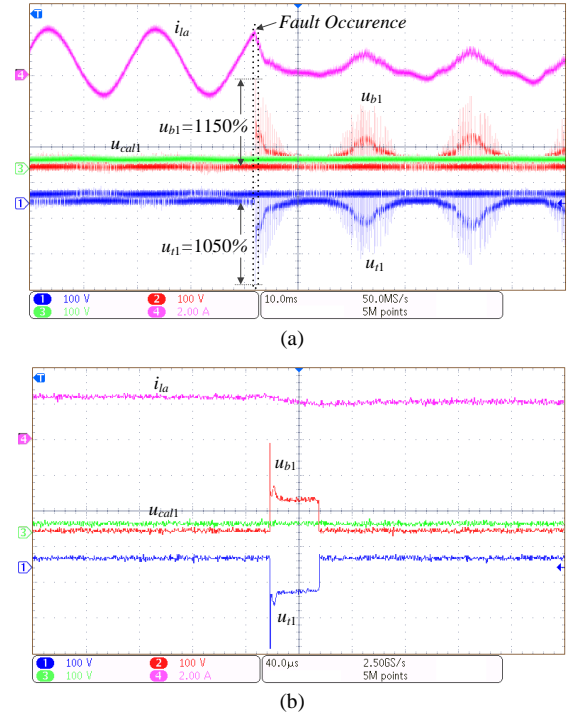 T
i_la
Fault Occurence
4
u_b1=1150%
u_b1
u_cal1
3
1
u_t1=1050%
u_t1
1 100 V 2 100 V 10.0ms 50.0MS/s
3 100 V 4 2.00 A 5M points
(a)
T
i_la
4
u_b1
u_cal1
3
1
u_t1
1 100 V 2 100 V 40.0µs 2.50GS/s
3 100 V 4 2.00 A 5M points
(b)